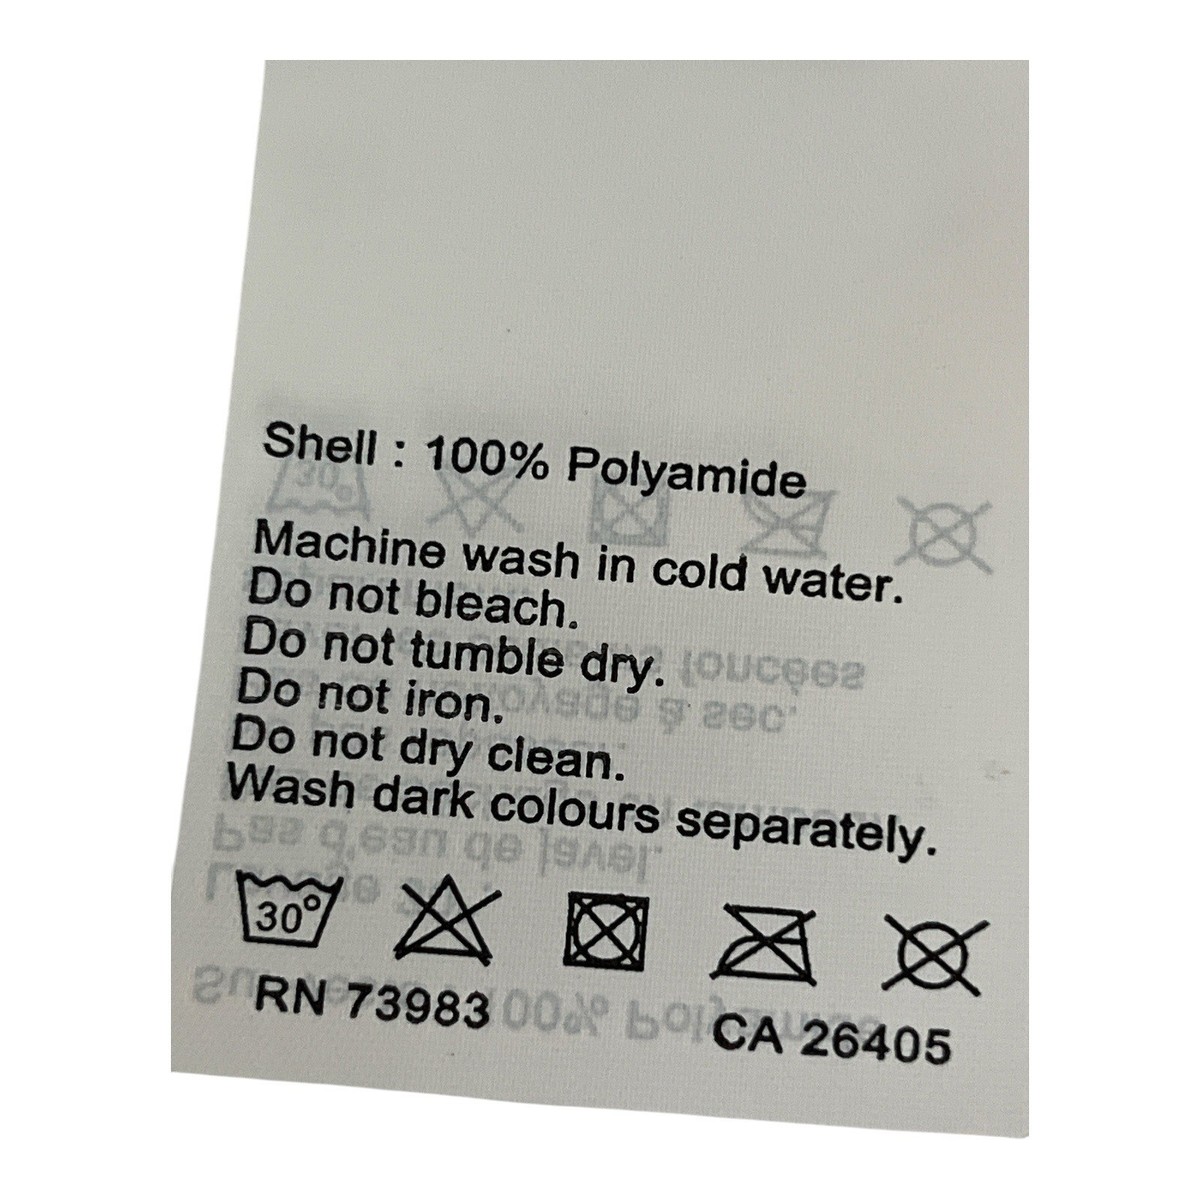 Shell : 100% Polyamide
Machine wash in cold water.
Do not bleach.
Do not tumble dry.
Do not iron.
Do not dry clean.
Wash dark colours separately.
30°
RN 73983
CA 26405